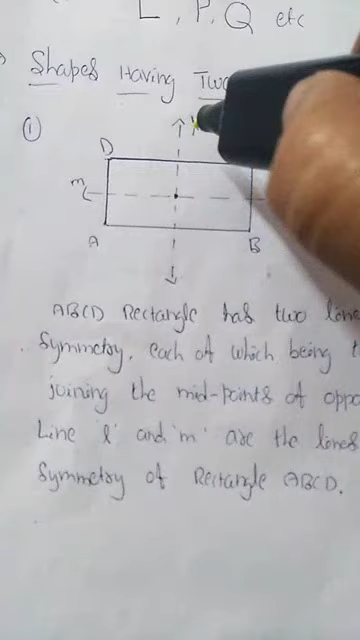 L, P, Q etc
Shapes Having Two
①
D
m
A
B
ABCD Rectangle has two line
Symmetry, each of which being t
joining the mid-points of oppo
Line 'l' and 'm' are the lines
Symmetry of Rectangle ABCD.